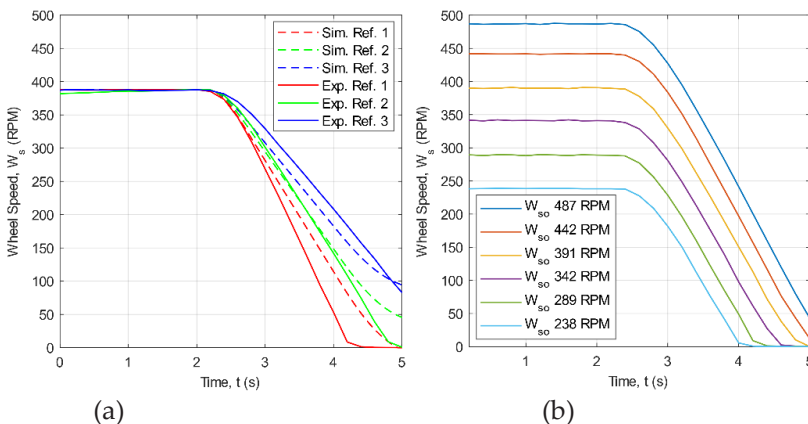 500
450
400
350
300
250
200
150
100
50
0
Wheel Speed, Ws (RPM)
Sim. Ref. 1
Sim. Ref. 2
Sim. Ref. 3
Exp. Ref. 1
Exp. Ref. 2
Exp. Ref. 3
0 1 2 3 4 5
Time, t (s)
(a)
500
450
400
350
300
250
200
150
100
50
0
Wheel Speed, Ws (RPM)
Wso 487 RPM
Wso 442 RPM
Wso 391 RPM
Wso 342 RPM
Wso 289 RPM
Wso 238 RPM
1 2 3 4 5
Time, t (s)
(b)